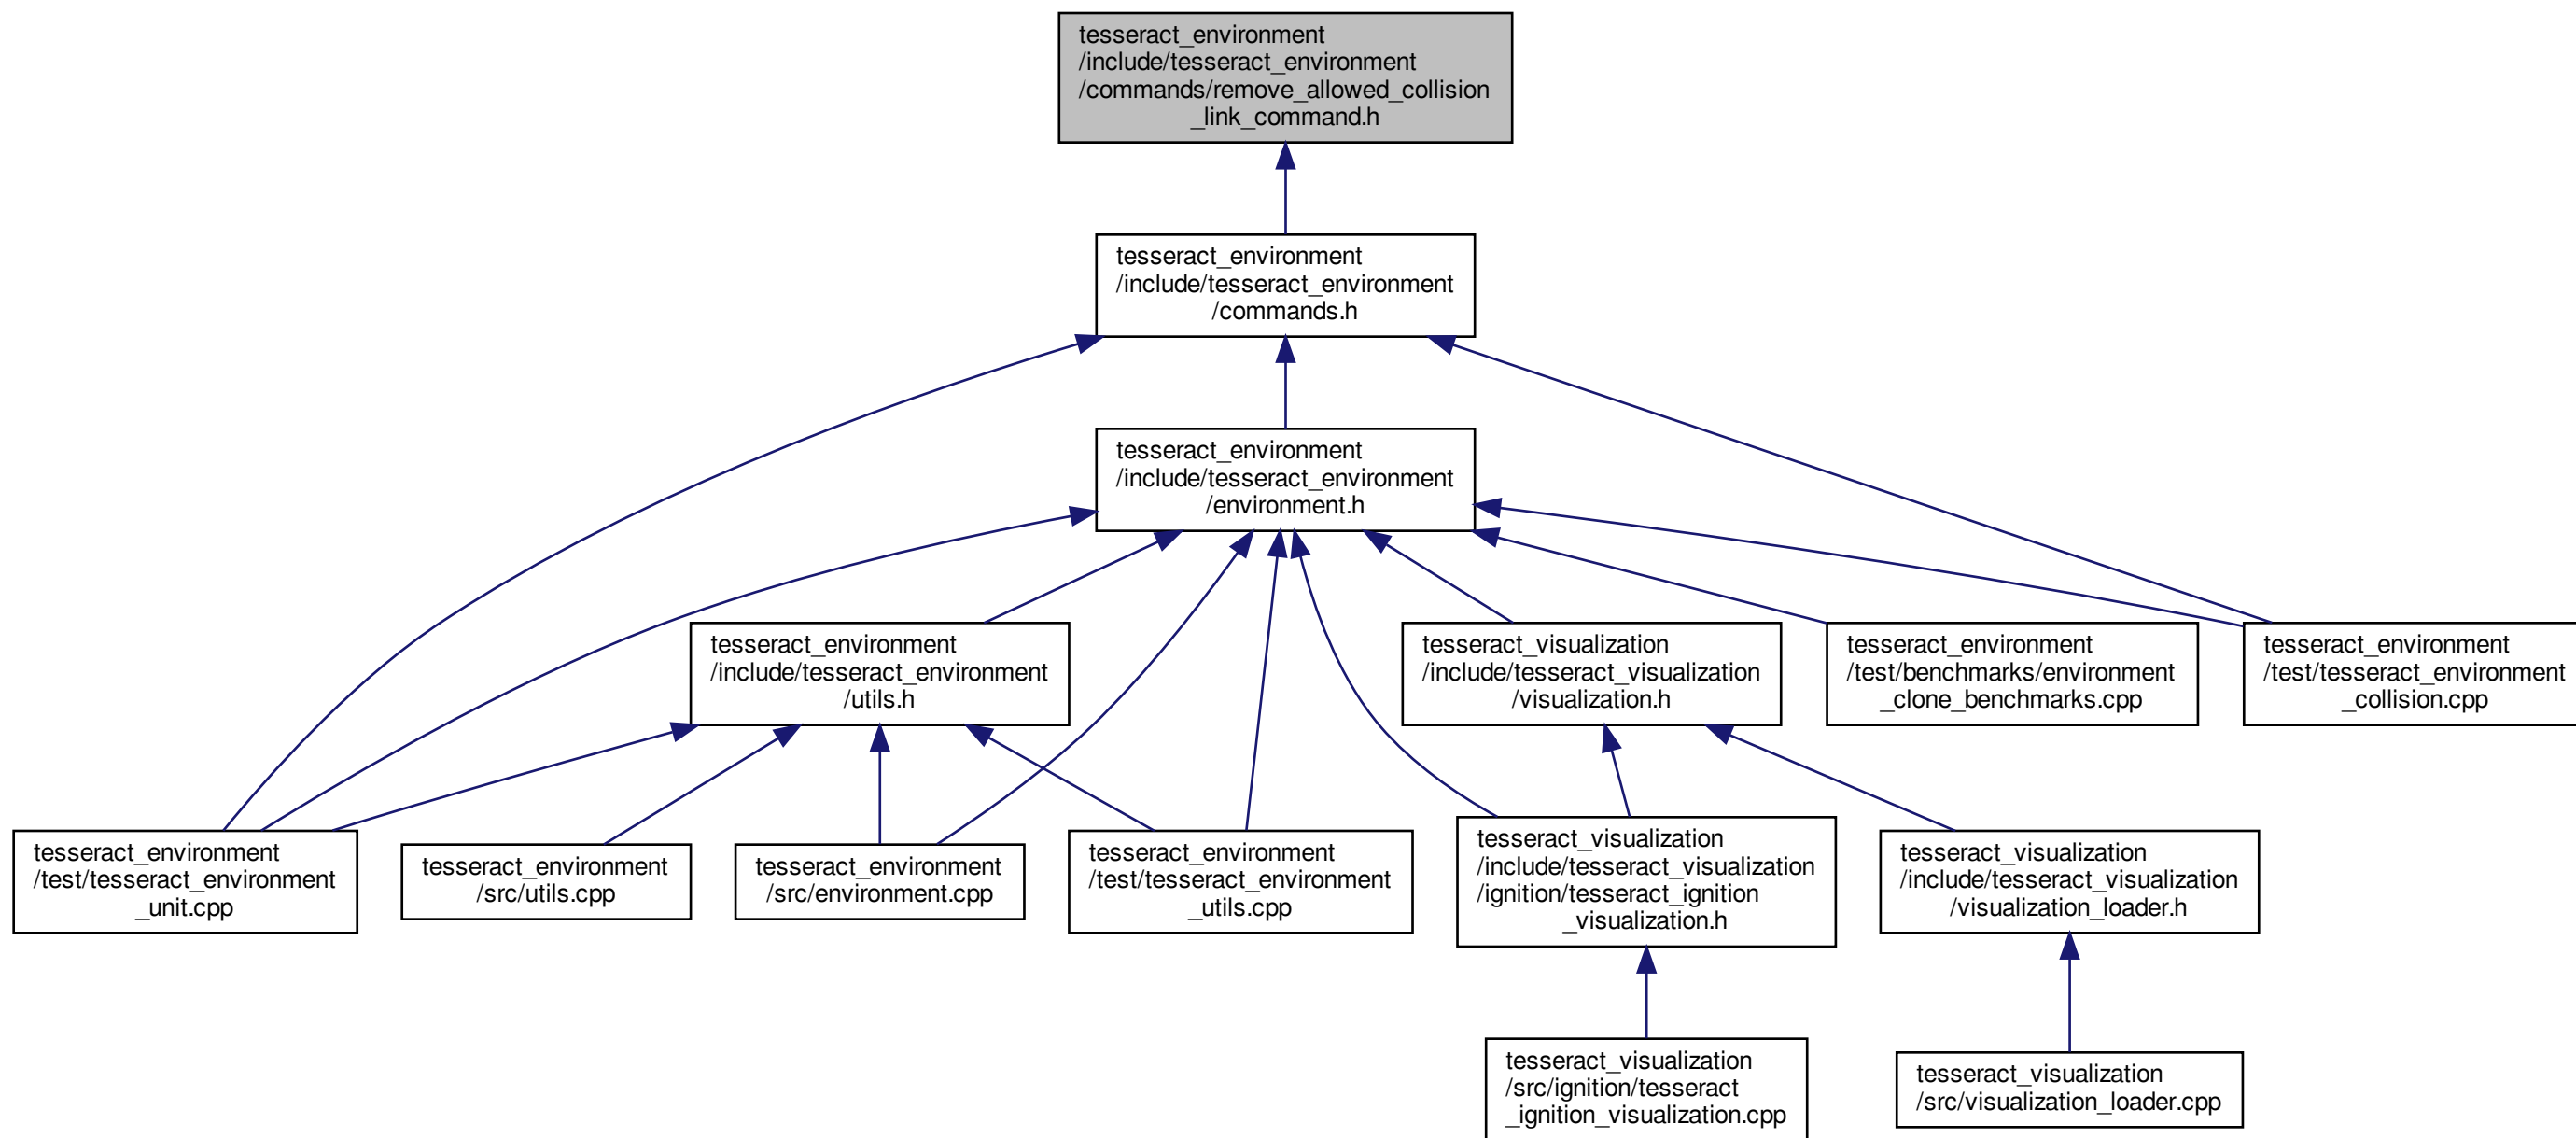 tesseract_environment
/include/tesseract_environment
/commands/remove_allowed_collision
_link_command.h
tesseract_environment
/include/tesseract_environment
/commands.h
tesseract_environment
/include/tesseract_environment
/environment.h
tesseract_environment
/include/tesseract_environment
/utils.h
tesseract_visualization
/include/tesseract_visualization
/visualization.h
tesseract_environment
/test/benchmarks/environment
_clone_benchmarks.cpp
tesseract_environment
/test/tesseract_environment
_collision.cpp
tesseract_environment
/test/tesseract_environment
_unit.cpp
tesseract_environment
/src/utils.cpp
tesseract_environment
/src/environment.cpp
tesseract_environment
/test/tesseract_environment
_utils.cpp
tesseract_visualization
/include/tesseract_visualization
/ignition/tesseract_ignition
_visualization.h
tesseract_visualization
/include/tesseract_visualization
/visualization_loader.h
tesseract_visualization
/src/ignition/tesseract
_ignition_visualization.cpp
tesseract_visualization
/src/visualization_loader.cpp